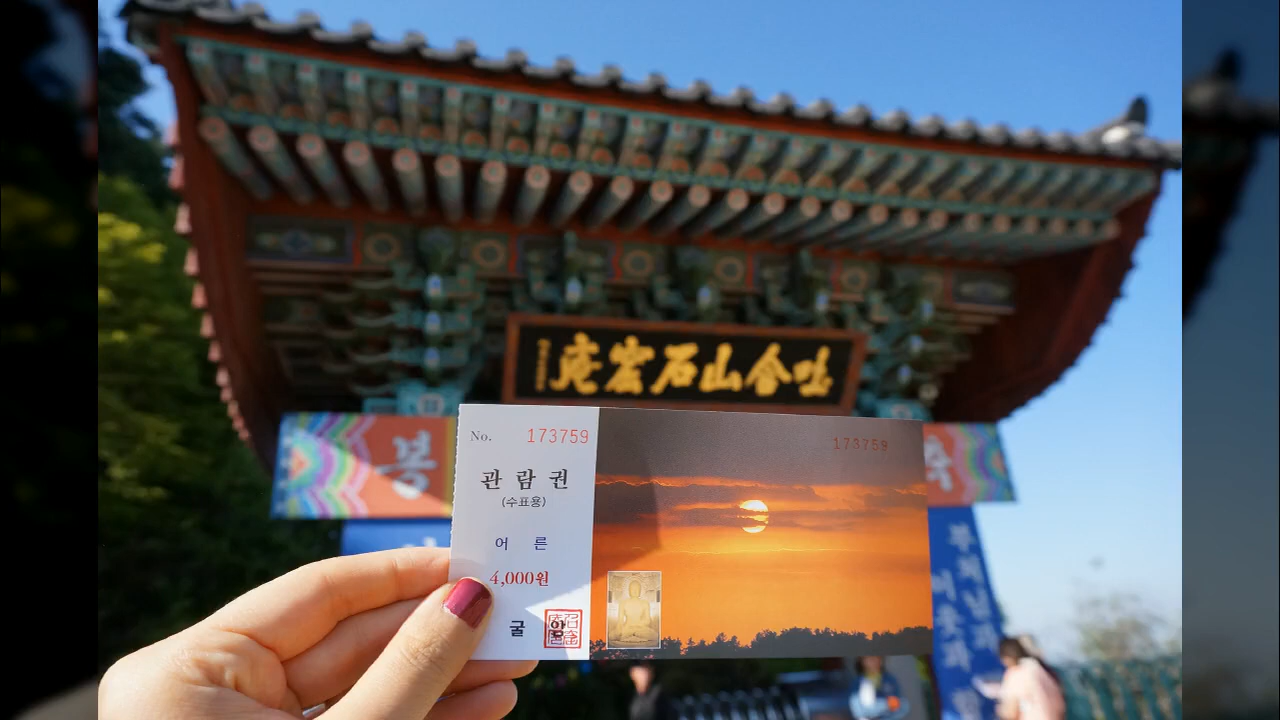 吐含山石窟庵
봉
축
No. 173759
173759
관람권
(수표용)
어 른
4,000원
굴 암